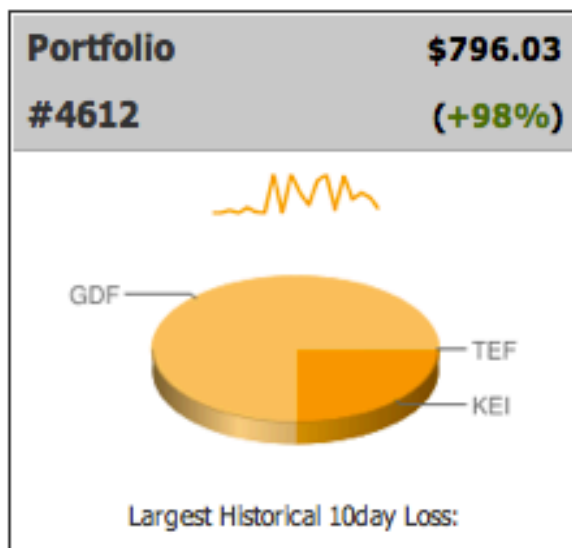 Portfolio $796.03
#4612 (+98%)
GDF
TEF
KEI
Largest Historical 10day Loss: